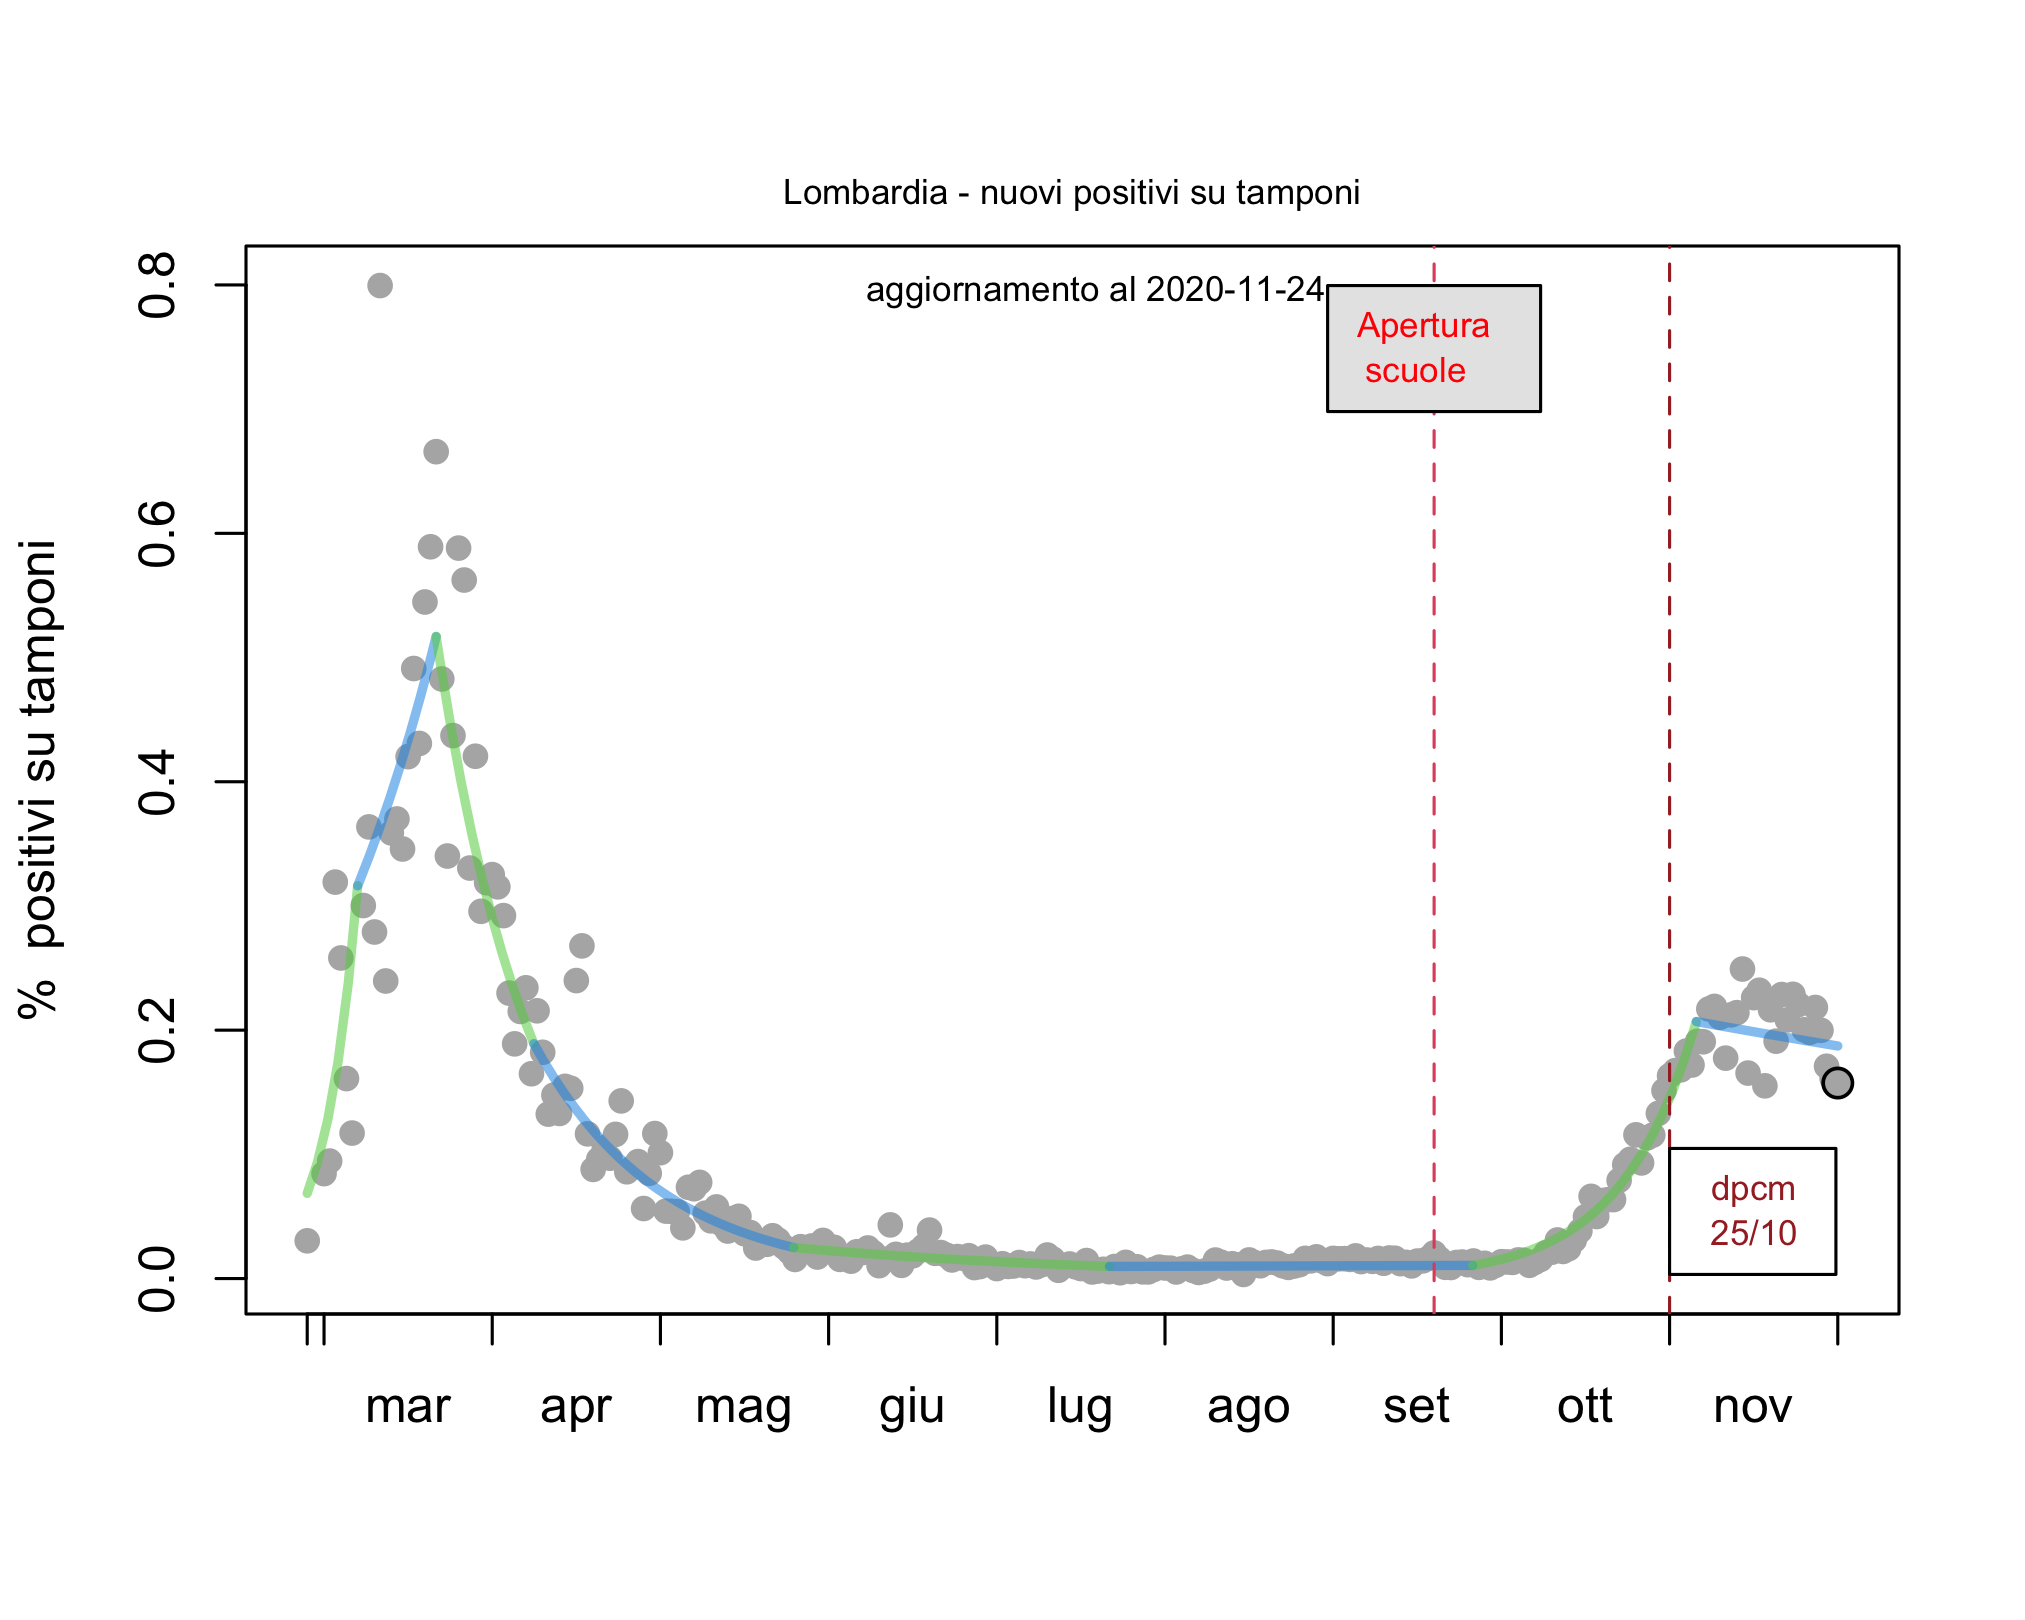 Lombardia - nuovi positivi su tamponi
aggiornamento al 2020-11-24
Apertura
scuole
% positivi su tamponi
0.8
0.6
0.4
0.2
0.0
dpcm
25/10
mar apr mag giu lug ago set ott nov